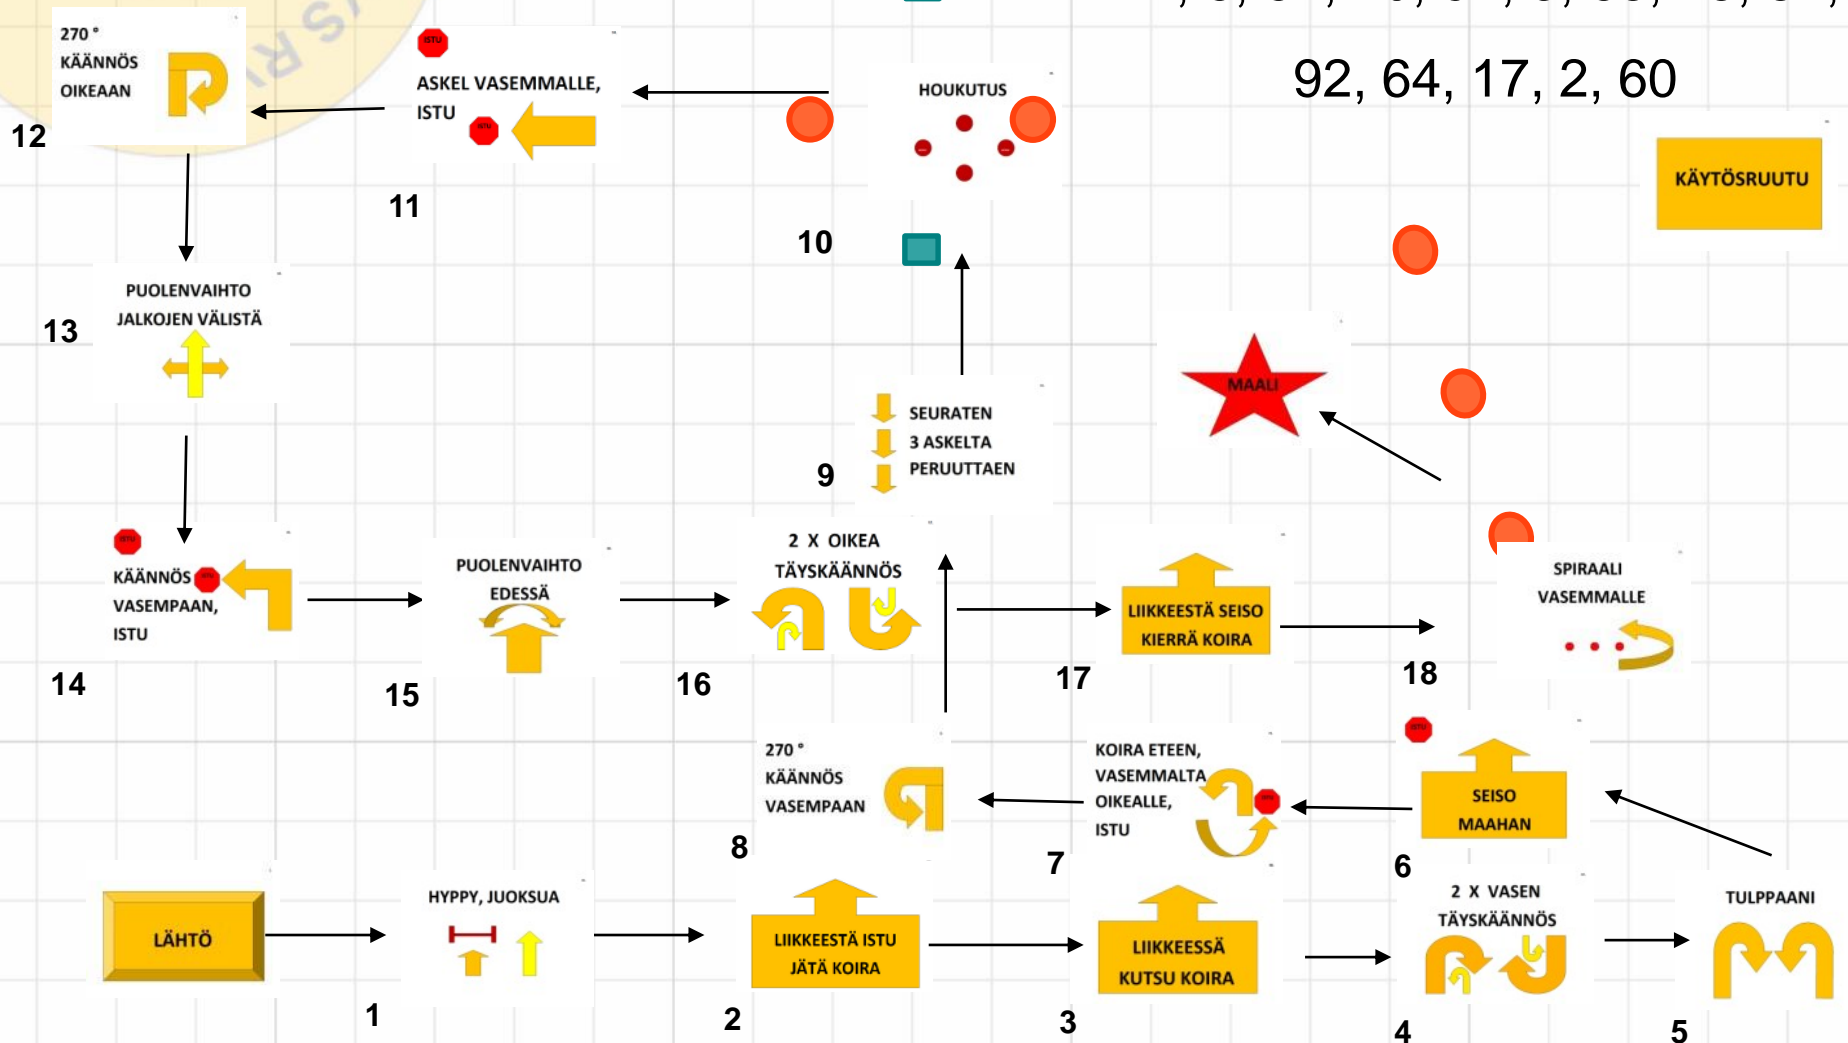 92, 64, 17, 2, 60
270 °
KÄÄNNÖS
OIKEAAN
12
ISTU
ASKEL VASEMMALLE,
ISTU
11
HOUKUTUS
10
KÄYTÖSRUUTU
PUOLENVAIHTO
JALKOJEN VÄLISTÄ
13
MAALI
SEURATEN
3 ASKELTA
PERUUTTAEN
9
KÄÄNNÖS
VASEMPAAN,
ISTU
14
PUOLENVAIHTO
EDESSÄ
15
2 X OIKEA
TÄYSKÄÄNNÖS
16
LIIKKEESTÄ SEISO
KIERRÄ KOIRA
17
SPIRAALI
VASEMMALLE
18
270 °
KÄÄNNÖS
VASEMPAAN
8
KOIRA ETEEN,
VASEMMALTA
OIKEALLE,
ISTU
7
ISTU
SEISO
MAAHAN
6
LÄHTÖ
HYPPY, JUOKSUA
1
LIIKKEESTÄ ISTU
JÄTÄ KOIRA
2
LIIKKEESSÄ
KUTSU KOIRA
3
2 X VASEN
TÄYSKÄÄNNÖS
4
TULPPAANI
5